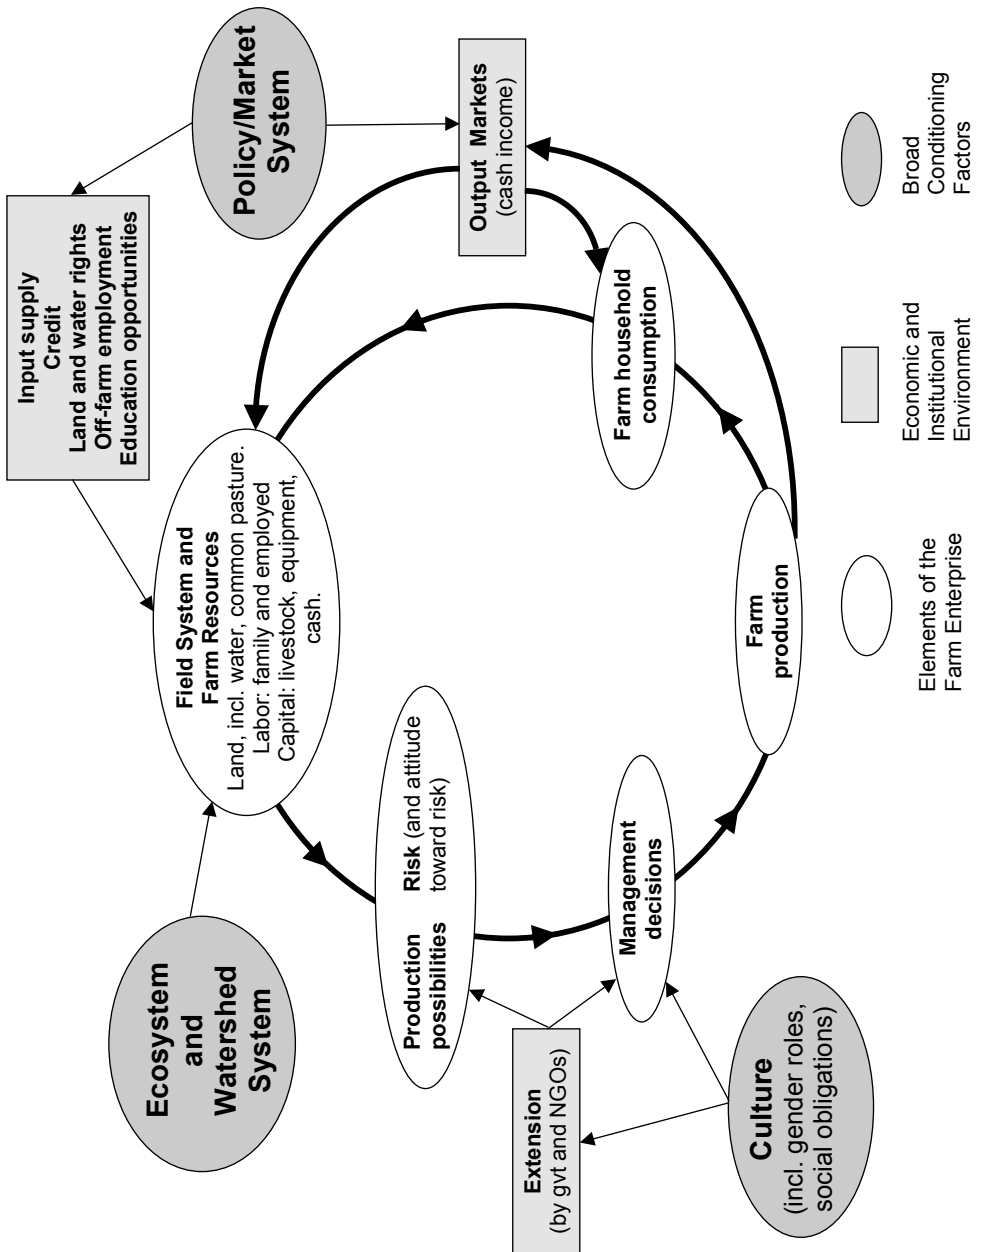 Ecosystem
and
Watershed
System
Input supply
Credit
Land and water rights
Off-farm employment
Education opportunities
Policy/Market
System
Field System and
Farm Resources
Land, incl. water, common pasture.
Labor: family and employed
Capital: livestock, equipment,
cash.
Production
possibilities
Risk (and attitude
toward risk)
Output Markets
(cash income)
Extension
(by gvt and NGOs)
Management
decisions
Farm household
consumption
Farm
production
Culture
(incl. gender roles,
social obligations)
Elements of the
Farm Enterprise
Economic and
Institutional
Environment
Broad
Conditioning
Factors